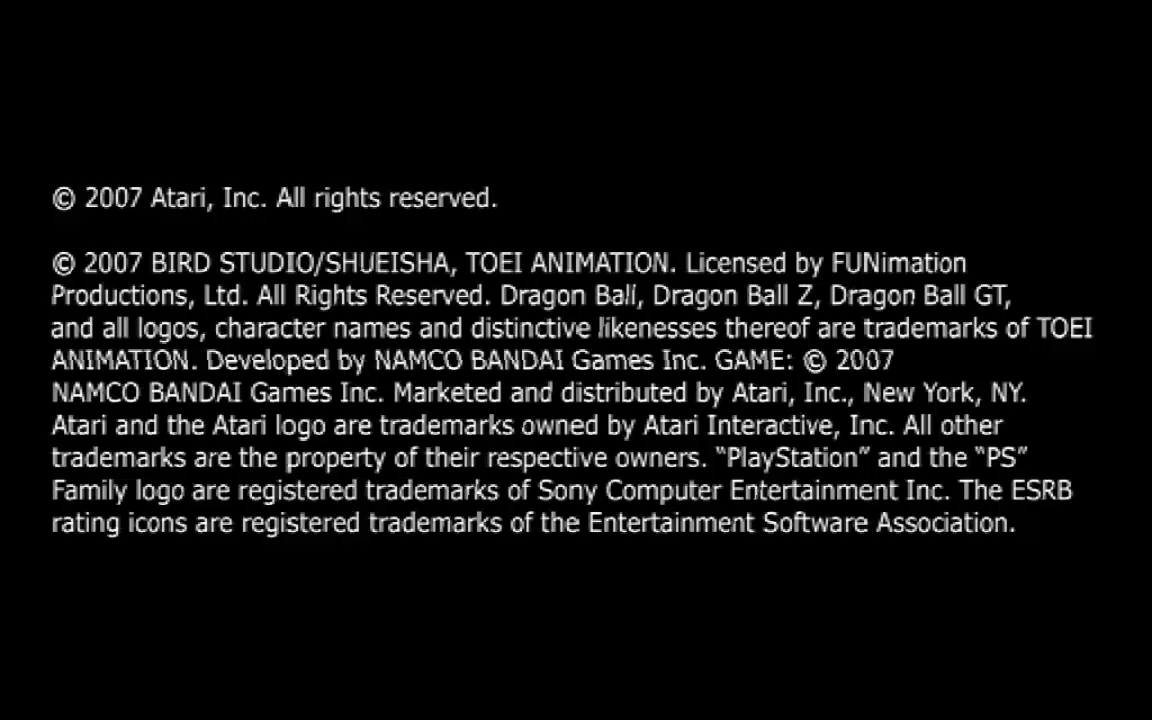 © 2007 Atari, Inc. All rights reserved.
© 2007 BIRD STUDIO/SHUEISHA, TOEI ANIMATION. Licensed by FUNimation
Productions, Ltd. All Rights Reserved. Dragon Ball, Dragon Ball Z, Dragon Ball GT,
and all logos, character names and distinctive likenesses thereof are trademarks of TOEI
ANIMATION. Developed by NAMCO BANDAI Games Inc. GAME: © 2007
NAMCO BANDAI Games Inc. Marketed and distributed by Atari, Inc., New York, NY.
Atari and the Atari logo are trademarks owned by Atari Interactive, Inc. All other
trademarks are the property of their respective owners. “PlayStation” and the “PS”
Family logo are registered trademarks of Sony Computer Entertainment Inc. The ESRB
rating icons are registered trademarks of the Entertainment Software Association.